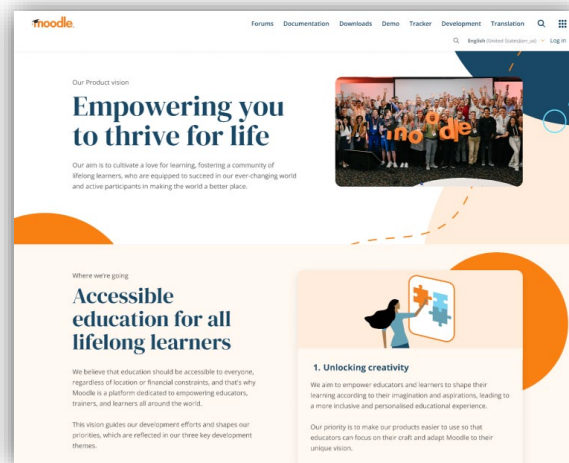 moodle
Forums Documentation Downloads Demo Tracker Development Translation
English (United States)(en_us) Log in
Our Product vision
Empowering you
to thrive for life
Our aim is to cultivate a love for learning, fostering a community of
lifelong learners, who are equipped to succeed in our ever-changing world
and active participants in making the world a better place.
moodle
Where we're going
Accessible
education for all
lifelong learners
We believe that education should be accessible to everyone,
regardless of location or financial constraints, and that's why
Moodle is a platform dedicated to empowering educators,
trainers, and learners all around the world.
This vision guides our development efforts and shapes our
priorities, which are reflected in our three key development
themes.
1. Unlocking creativity
We aim to empower educators and learners to shape their
learning according to their imagination and aspirations, leading to
a more inclusive and personalised educational experience.
Our priority is to make our products easier to use so that
educators can focus on their craft and adapt Moodle to their
unique vision.